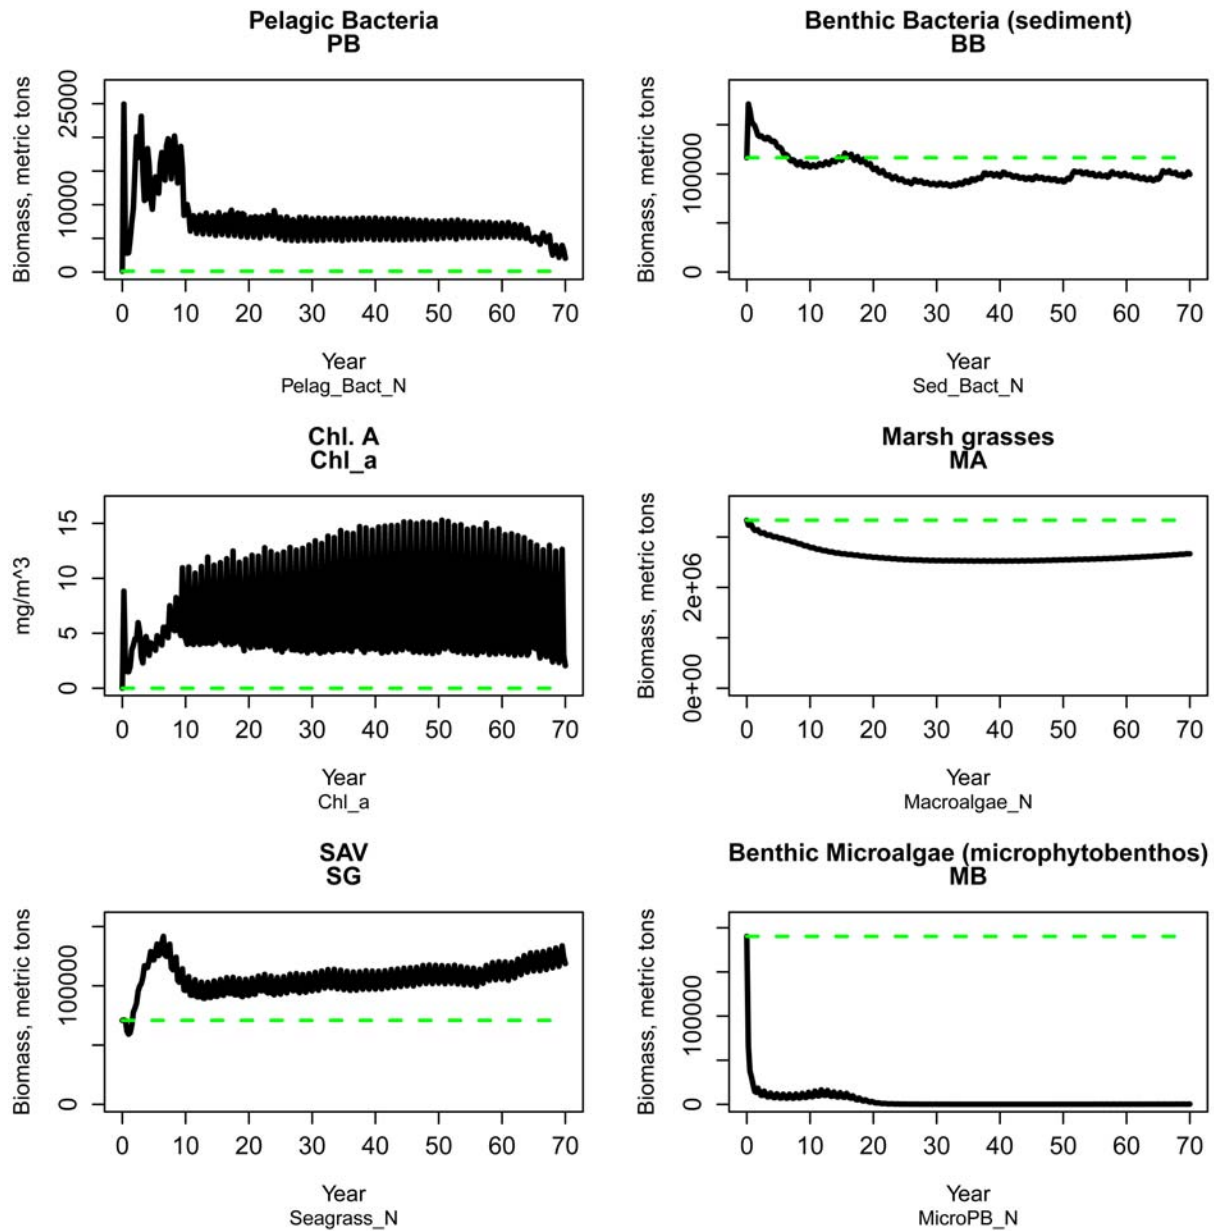 Pelagic Bacteria
PB
Biomass, metric tons
25000
10000
0
0 10 20 30 40 50 60 70
Year
Pelag_Bact_N
Benthic Bacteria (sediment)
BB
Biomass, metric tons
100000
0
0 10 20 30 40 50 60 70
Year
Sed_Bact_N
Chl. A
Chl_a
mg/m^3
15
10
5
0
0 10 20 30 40 50 60 70
Year
Chl_a
Marsh grasses
MA
Biomass, metric tons
2e+06
0e+00
0 10 20 30 40 50 60 70
Year
Macroalgae_N
SAV
SG
Biomass, metric tons
100000
0
0 10 20 30 40 50 60 70
Year
Seagrass_N
Benthic Microalgae (microphytobenthos)
MB
Biomass, metric tons
100000
0
0 10 20 30 40 50 60 70
Year
MicroPB_N